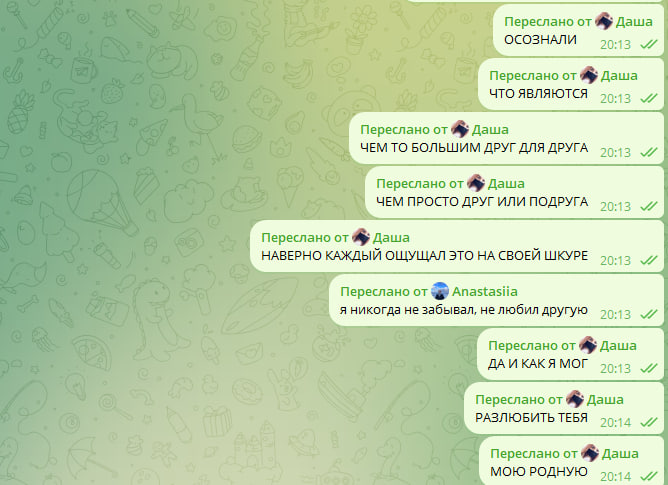 Переслано от Даша
ОСОЗНАЛИ 20:13
Переслано от Даша
ЧТО ЯВЛЯЮТСЯ 20:13
Переслано от Даша
ЧЕМ ТО БОЛЬШИМ ДРУГ ДЛЯ ДРУГА 20:13
Переслано от Даша
ЧЕМ ПРОСТО ДРУГ ИЛИ ПОДРУГА 20:13
Переслано от Даша
НАВЕРНО КАЖДЫЙ ОЩУЩАЛ ЭТО НА СВОЕЙ ШКУРЕ 20:13
Переслано от Anastasiia
я никогда не забывал, не любил другую 20:13
Переслано от Даша
ДА И КАК Я МОГ 20:13
Переслано от Даша
РАЗЛЮБИТЬ ТЕБЯ 20:14
Переслано от Даша
МОЮ РОДНУЮ 20:14